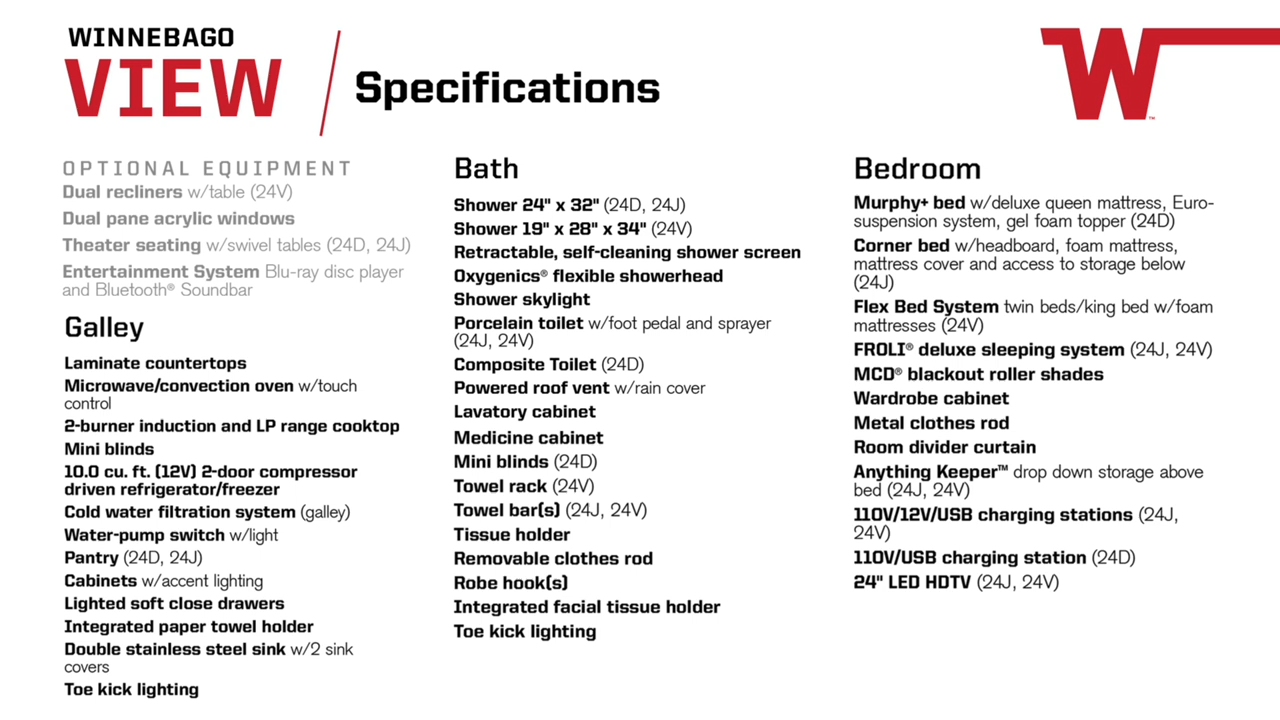 WINNEBAGO
VIEW
Specifications
W™
OPTIONAL EQUIPMENT
Dual recliners w/table (24V)
Dual pane acrylic windows
Theater seating w/swivel tables (24D, 24J)
Entertainment System Blu-ray disc player
and Bluetooth® Soundbar
Galley
Laminate countertops
Microwave/convection oven w/touch
control
2-burner induction and LP range cooktop
Mini blinds
10.0 cu. ft. (12V) 2-door compressor
driven refrigerator/freezer
Cold water filtration system (galley)
Water-pump switch w/light
Pantry (24D, 24J)
Cabinets w/accent lighting
Lighted soft close drawers
Integrated paper towel holder
Double stainless steel sink w/2 sink
covers
Toe kick lighting
Bath
Shower 24" x 32" (24D, 24J)
Shower 19" x 28" x 34" (24V)
Retractable, self-cleaning shower screen
Oxygenics® flexible showerhead
Shower skylight
Porcelain toilet w/foot pedal and sprayer
(24J, 24V)
Composite Toilet (24D)
Powered roof vent w/rain cover
Lavatory cabinet
Medicine cabinet
Mini blinds (24D)
Towel rack (24V)
Towel bar(s) (24J, 24V)
Tissue holder
Removable clothes rod
Robe hook(s)
Integrated facial tissue holder
Toe kick lighting
Bedroom
Murphy+ bed w/deluxe queen mattress, Euro-
suspension system, gel foam topper (24D)
Corner bed w/headboard, foam mattress,
mattress cover and access to storage below
(24J)
Flex Bed System twin beds/king bed w/foam
mattresses (24V)
FROLI® deluxe sleeping system (24J, 24V)
MCD® blackout roller shades
Wardrobe cabinet
Metal clothes rod
Room divider curtain
Anything Keeper™ drop down storage above
bed (24J, 24V)
110V/12V/USB charging stations (24J,
24V)
110V/USB charging station (24D)
24" LED HDTV (24J, 24V)